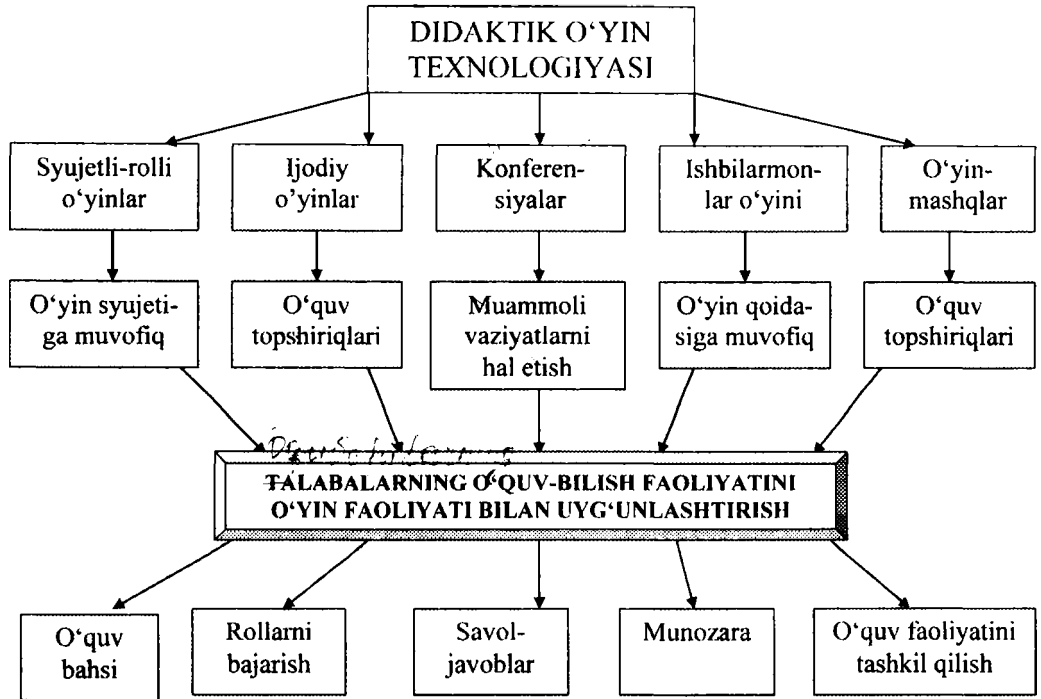 DIDAKTIK O‘YIN
TEXNOLOGIYASI
Syujetli-rolli
o‘yinlar
Ijodiy
o’yinlar
Konferen-
siyalar
Ishbilarmon-
lar o‘yini
O‘yin-
mashqlar
O‘yin syujeti-
ga muvofiq
O‘quv
topshiriqlari
Muammoli
vaziyatlarni
hal etish
O‘yin qoida-
siga muvofiq
O‘quv
topshiriqlari
TALABALARNING O‘QUV-BILISH FAOLIYATINI
O‘YIN FAOLIYATI BILAN UYG‘UNLASHTIRISH
O‘quv
bahsi
Rollarni
bajarish
Savol-
javoblar
Munozara
O‘quv faoliyatini
tashkil qilish